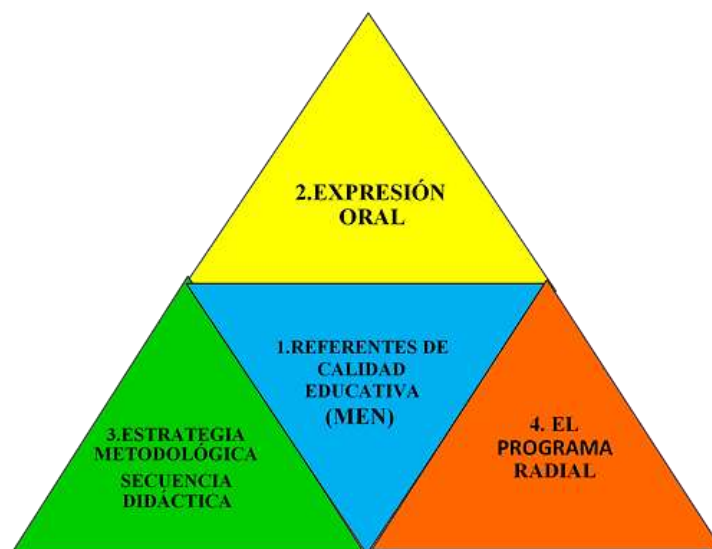 2.EXPRESIÓN
ORAL
1.REFERENTES DE
CALIDAD
EDUCATIVA
(MEN)
3.ESTRATEGIA
METODOLÓGICA
SECUENCIA
DIDÁCTICA
4. EL
PROGRAMA
RADIAL